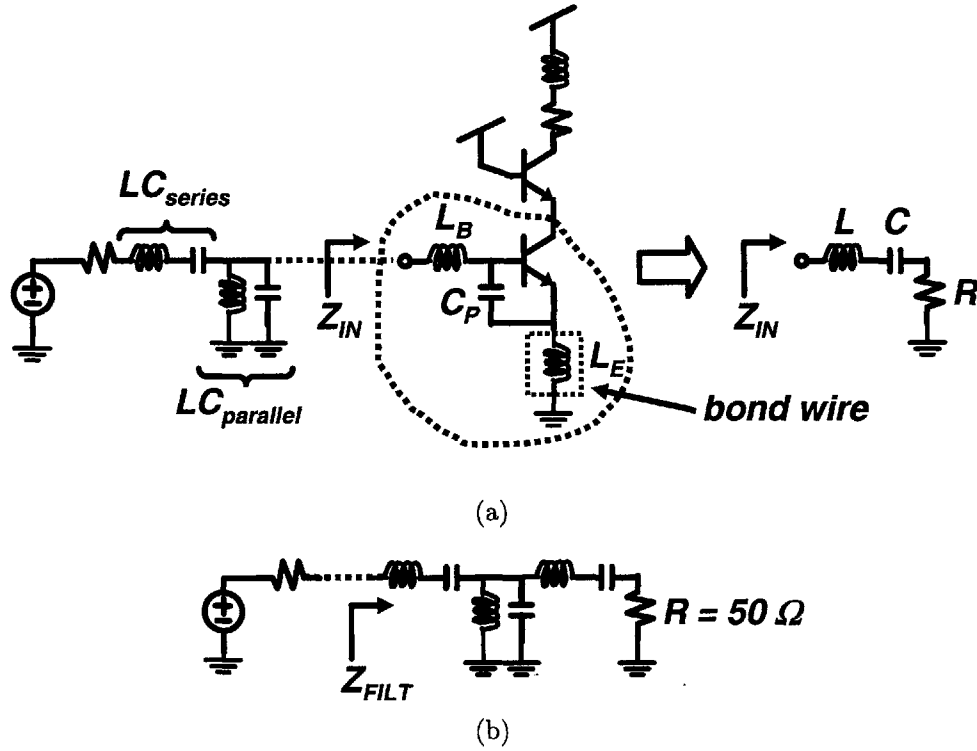 LC_series
L_B
Z_IN
C_P
L_E
bond wire
LC_parallel
L C
Z_IN
R
(a)
R = 50 Ω
Z_FILT
(b)